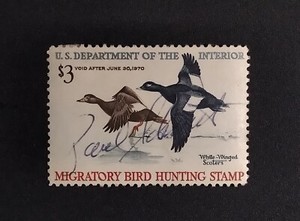 U.S. DEPARTMENT OF THE INTERIOR
$3 VOID AFTER JUNE 30, 1970
White-Winged
Scoters
MIGRATORY BIRD HUNTING STAMP